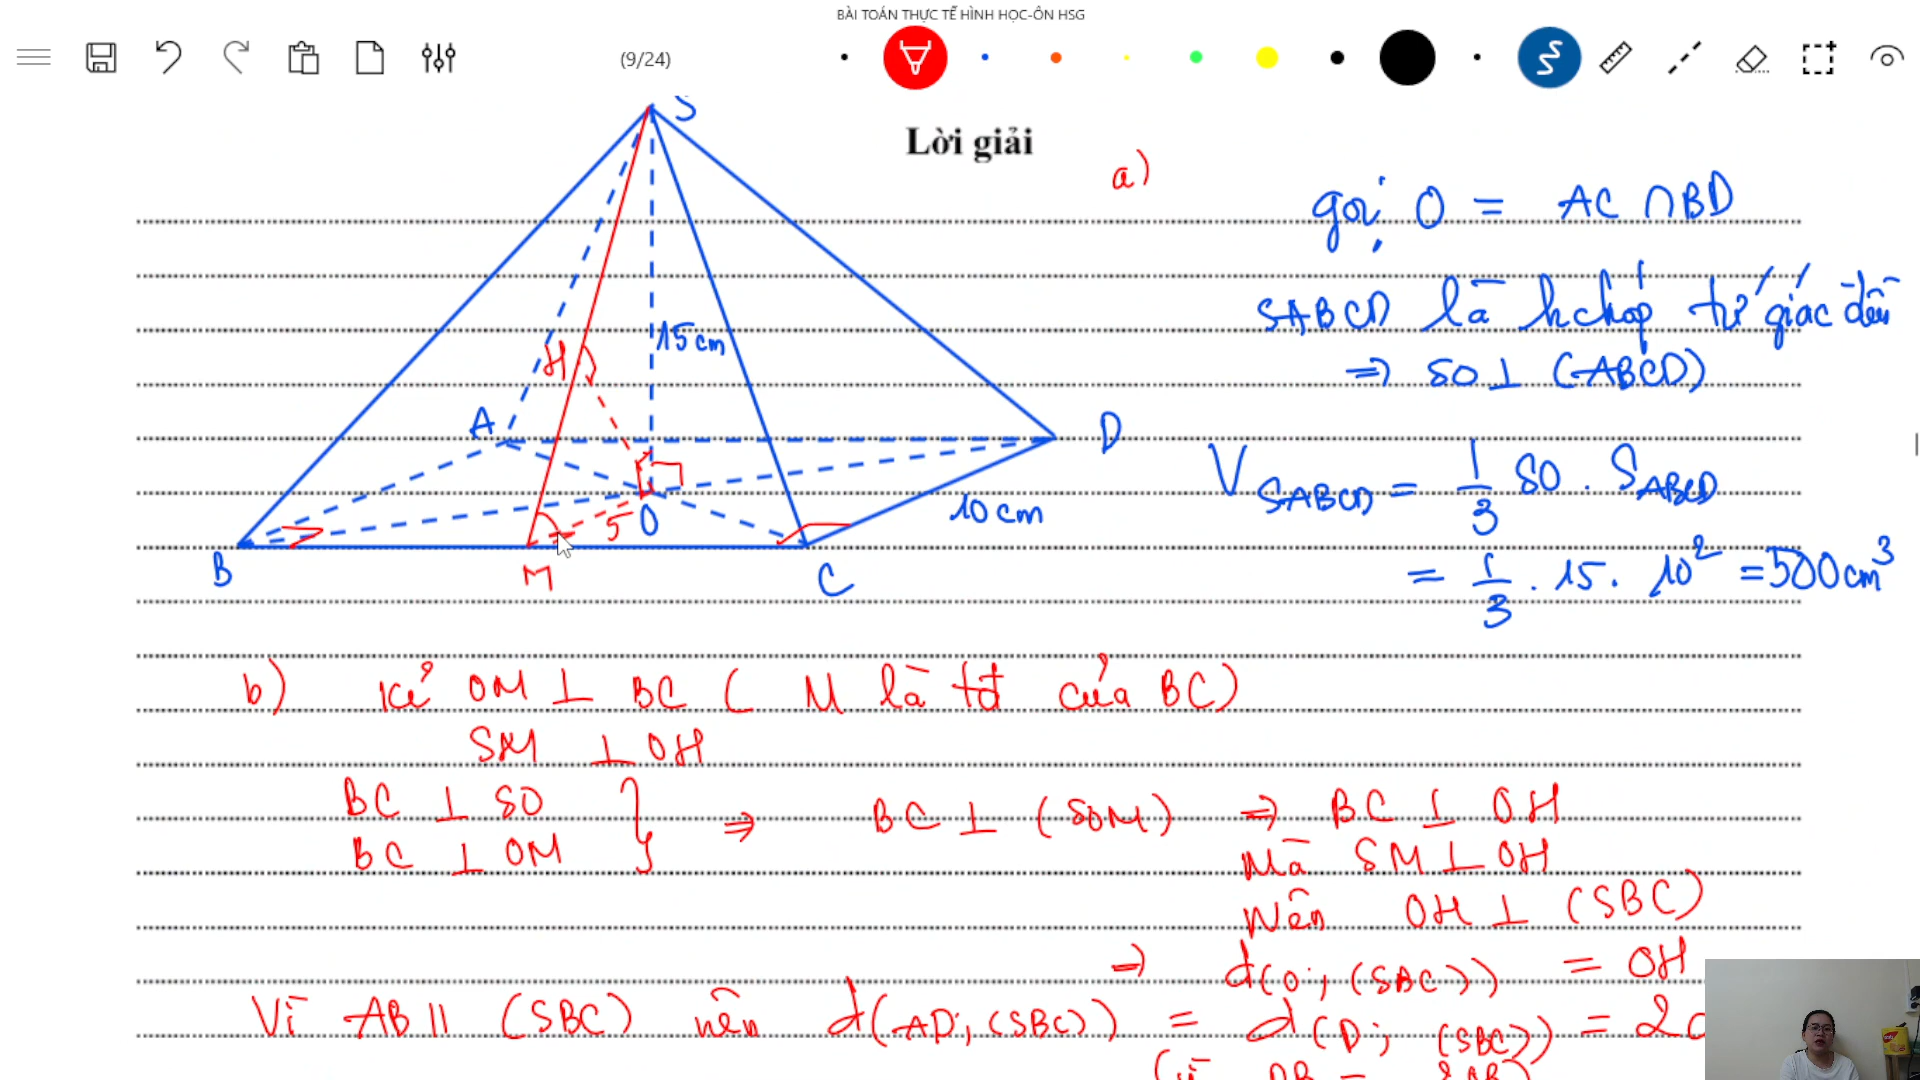 BÀI TOÁN THỰC TẾ HÌNH HỌC-ÔN HSG
(9/24)
S
Lời giải
a)
gọi O = AC ∩ BD
SABCD là hchóp tứ giác đều
⇒ SO ⊥ (ABCD)
15cm
H
A
D
V SABCD = 1/3 SO . SABCD
10cm
5
O
B
M
C
= 1/3 . 15 . 10² = 500cm³
b) Kẻ OM ⊥ BC ( M là tđ của BC)
SM ⊥ OH
BC ⊥ SO
BC ⊥ OM
} ⇒ BC ⊥ (SOM) ⇒ BC ⊥ OH
Mà SM ⊥ OH
Nên OH ⊥ (SBC)
⇒ d(O; (SBC)) = OH
Vì AB || (SBC) nên d(AD; (SBC)) = d(D; (SBC)) = 2